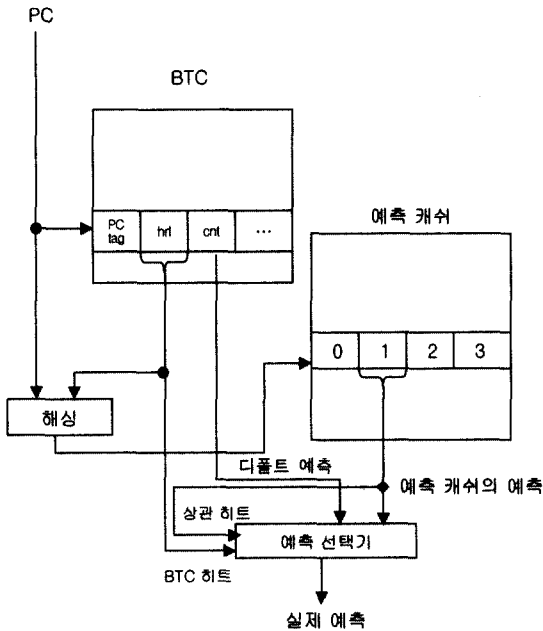 PC
BTC
PC tag
hrl
cnt
...
예측 캐쉬
0
1
2
3
해싱
디폴트 예측
예측 캐쉬의 예측
상관 히트
예측 선택기
BTC 히트
실제 예측